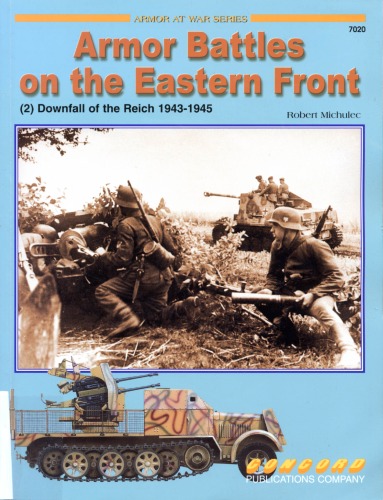 ARMOR AT WAR SERIES
7020
Armor Battles
on the Eastern Front
(2) Downfall of the Reich 1943-1945
Robert Michulec
CONCORD
PUBLICATIONS COMPANY